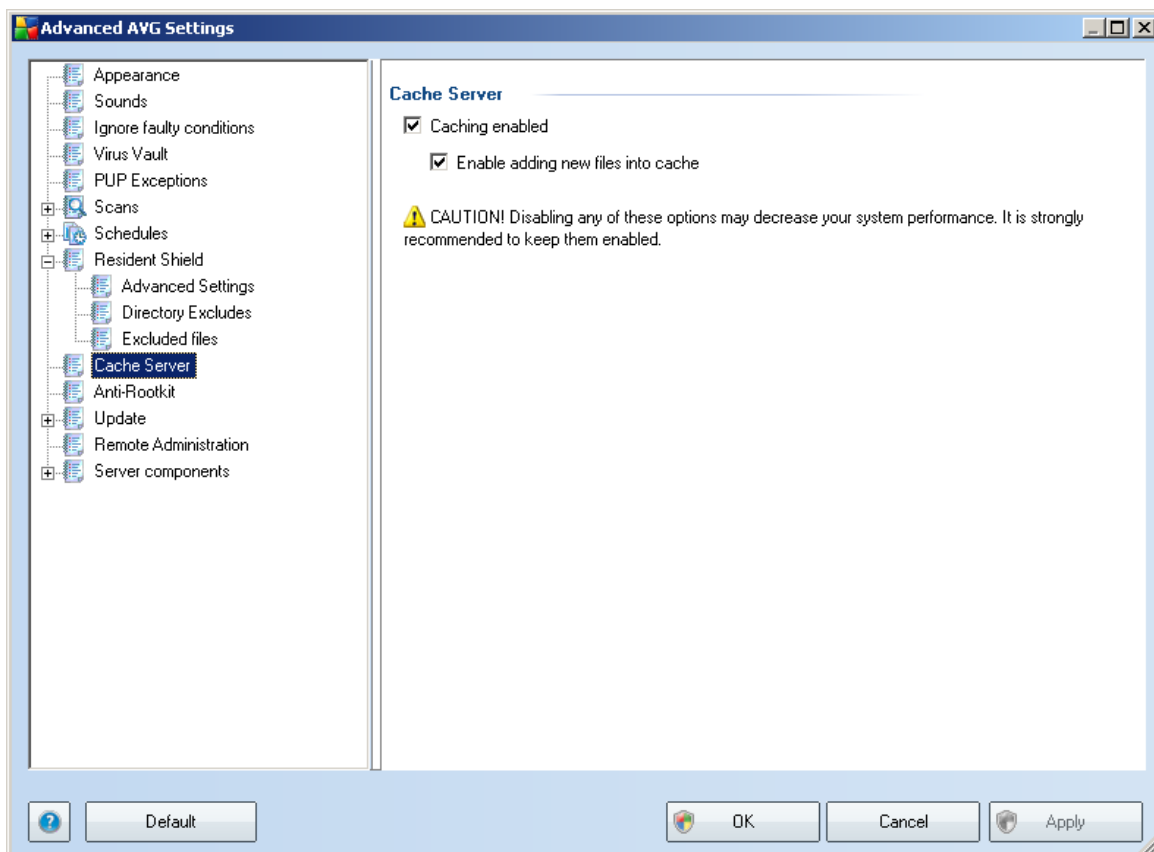 Advanced AVG Settings
Appearance
Sounds
Ignore faulty conditions
Virus Vault
PUP Exceptions
Scans
Schedules
Resident Shield
Advanced Settings
Directory Excludes
Excluded files
Cache Server
Anti-Rootkit
Update
Remote Administration
Server components
Cache Server
Caching enabled
Enable adding new files into cache
CAUTION! Disabling any of these options may decrease your system performance. It is strongly
recommended to keep them enabled.
Default
OK
Cancel
Apply